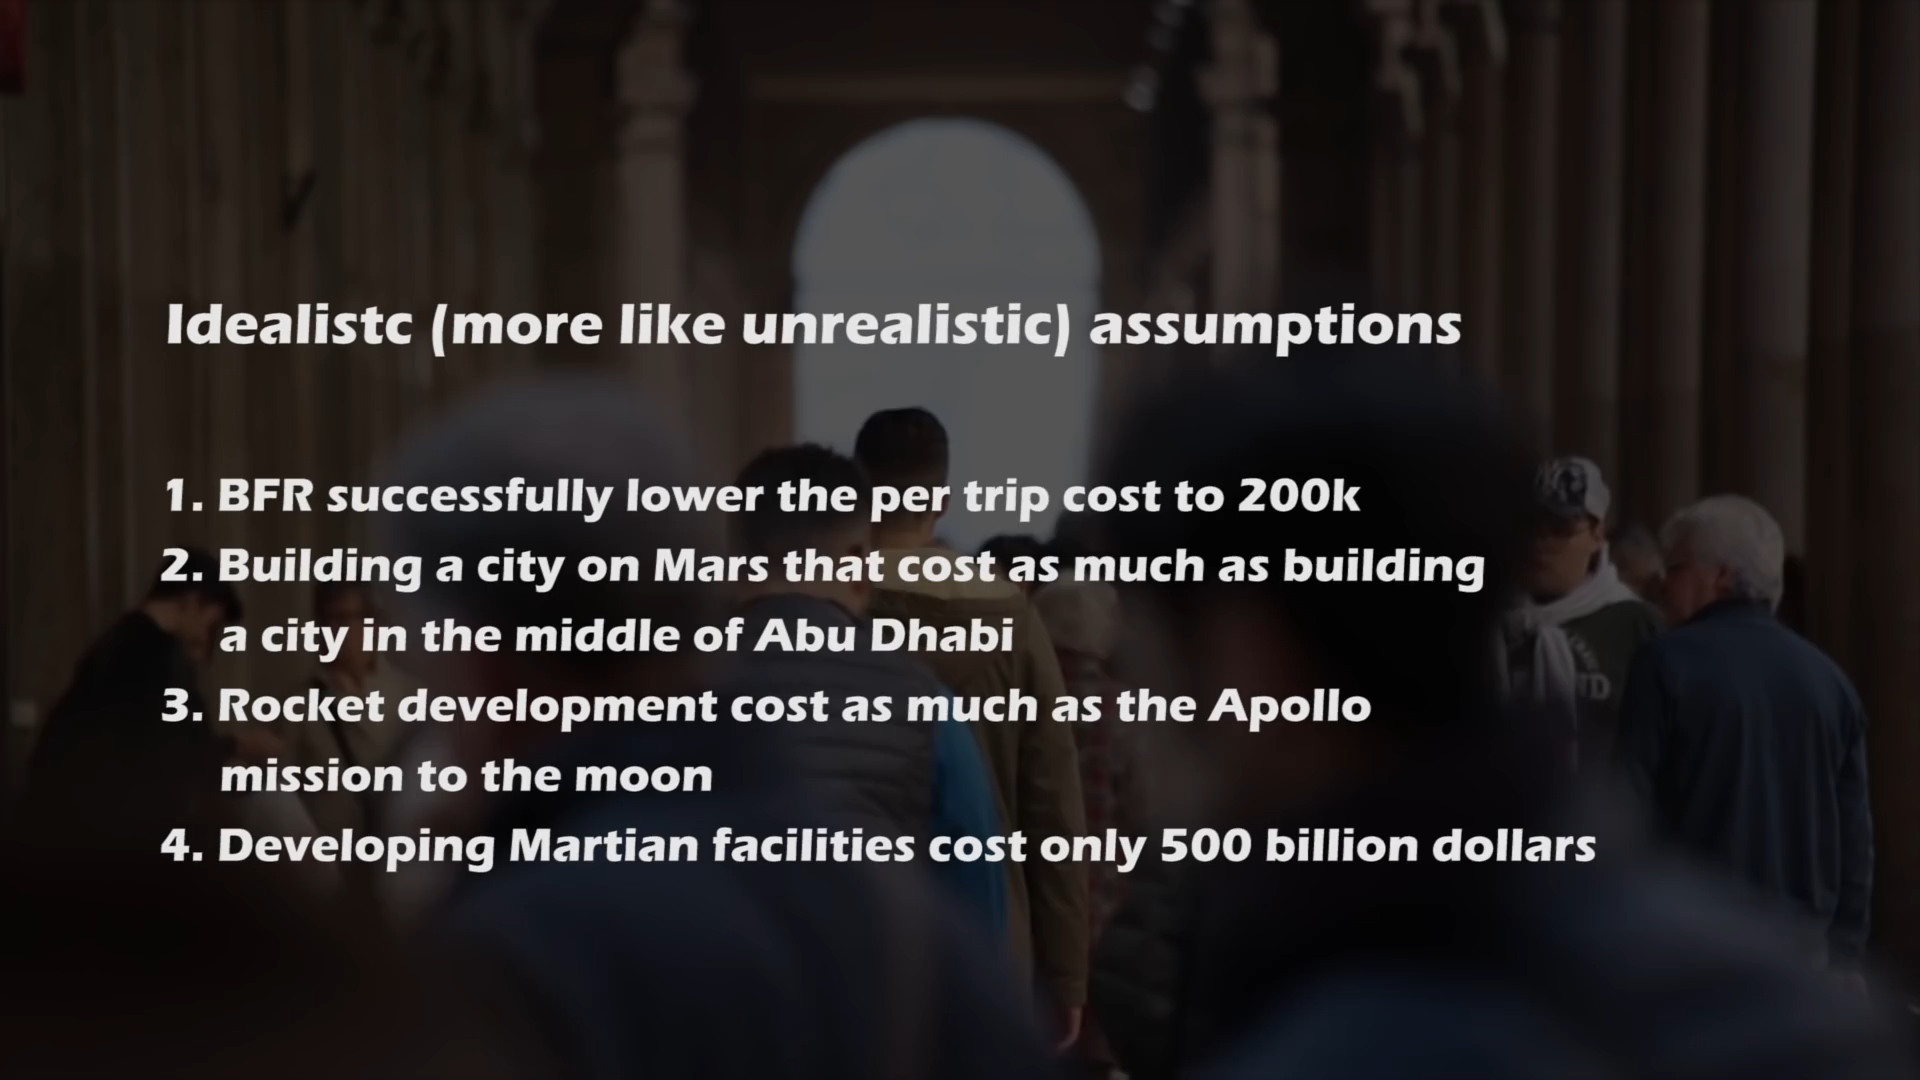 Idealistc (more like unrealistic) assumptions
1. BFR successfully lower the per trip cost to 200k
2. Building a city on Mars that cost as much as building
a city in the middle of Abu Dhabi
3. Rocket development cost as much as the Apollo
mission to the moon
4. Developing Martian facilities cost only 500 billion dollars